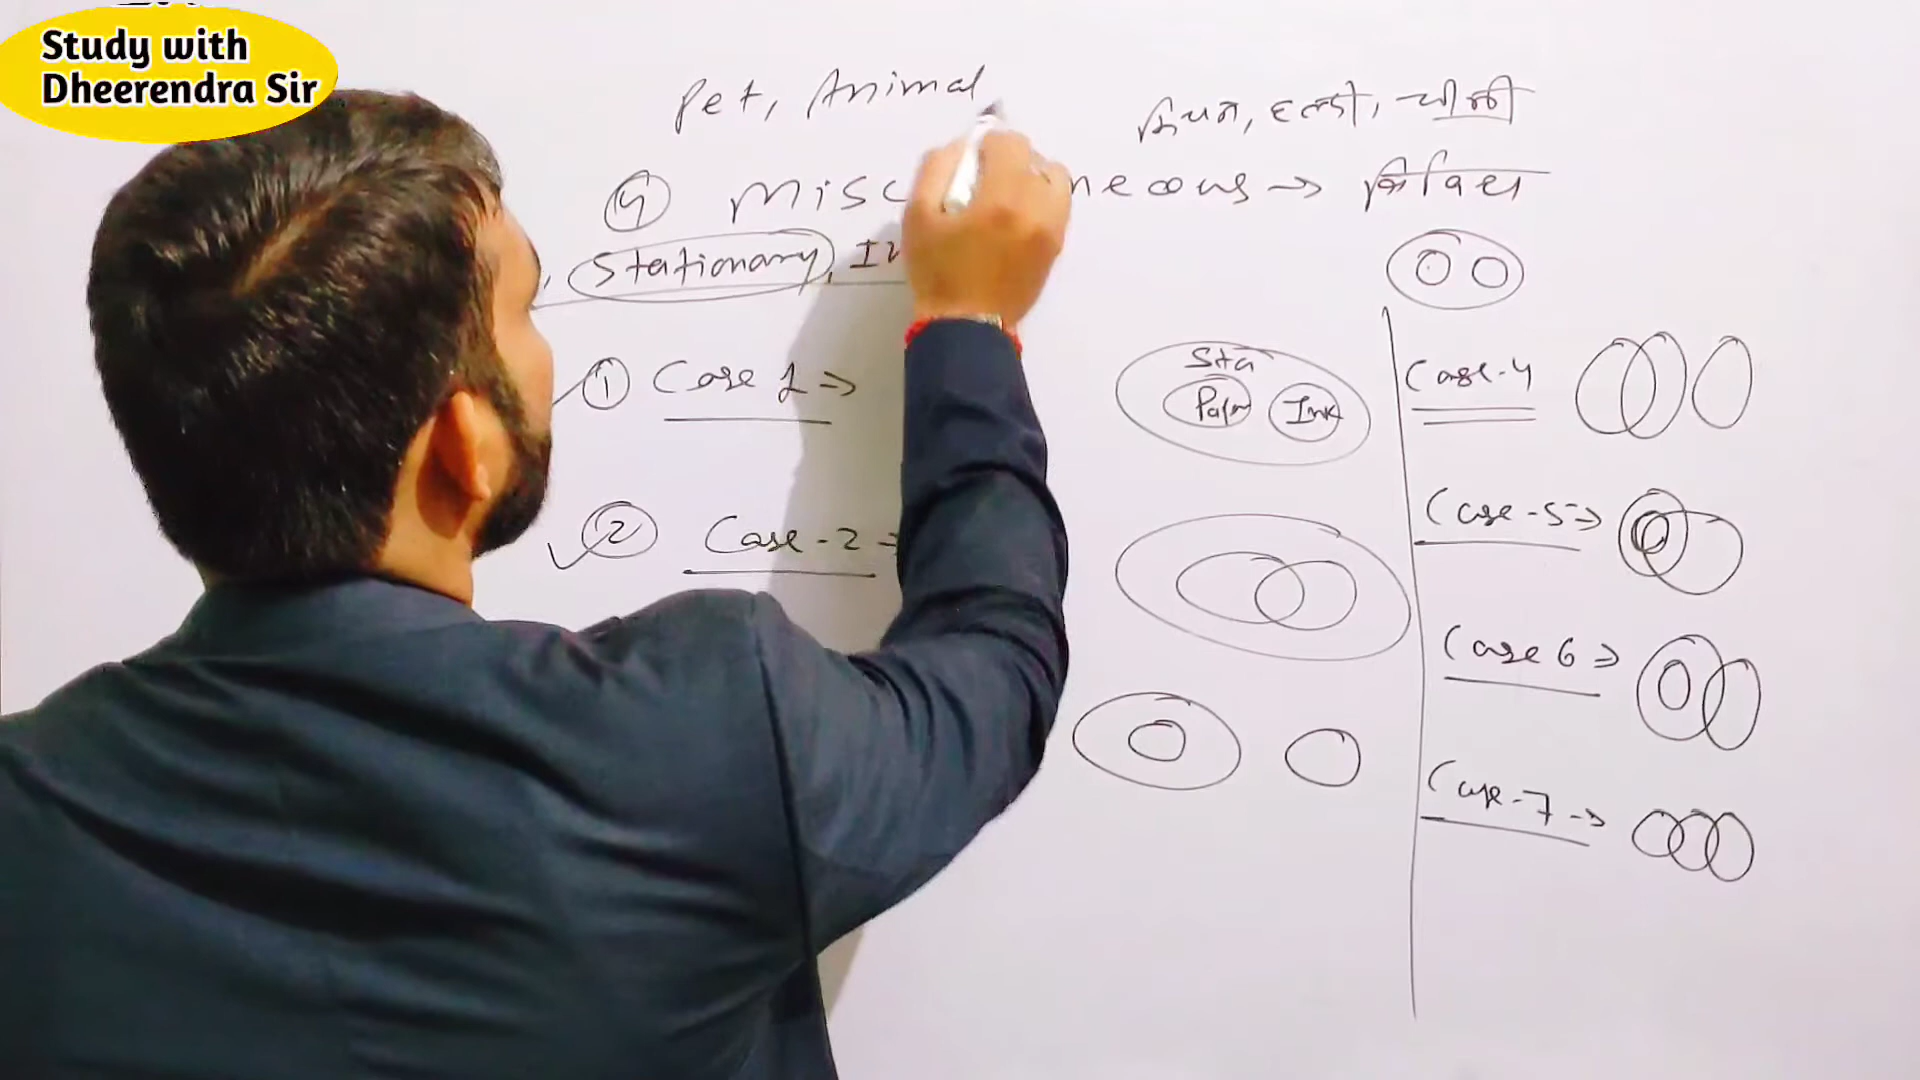 Study with
Dheerendra Sir
Pet, Animal
④ Misc neous →
, Stationary, In
Sta
Paper Ink
① Case 1 ⇒
② Case-2 =
Case-4
Case-5 ⇒
Case 6 ⇒
Case-7 →